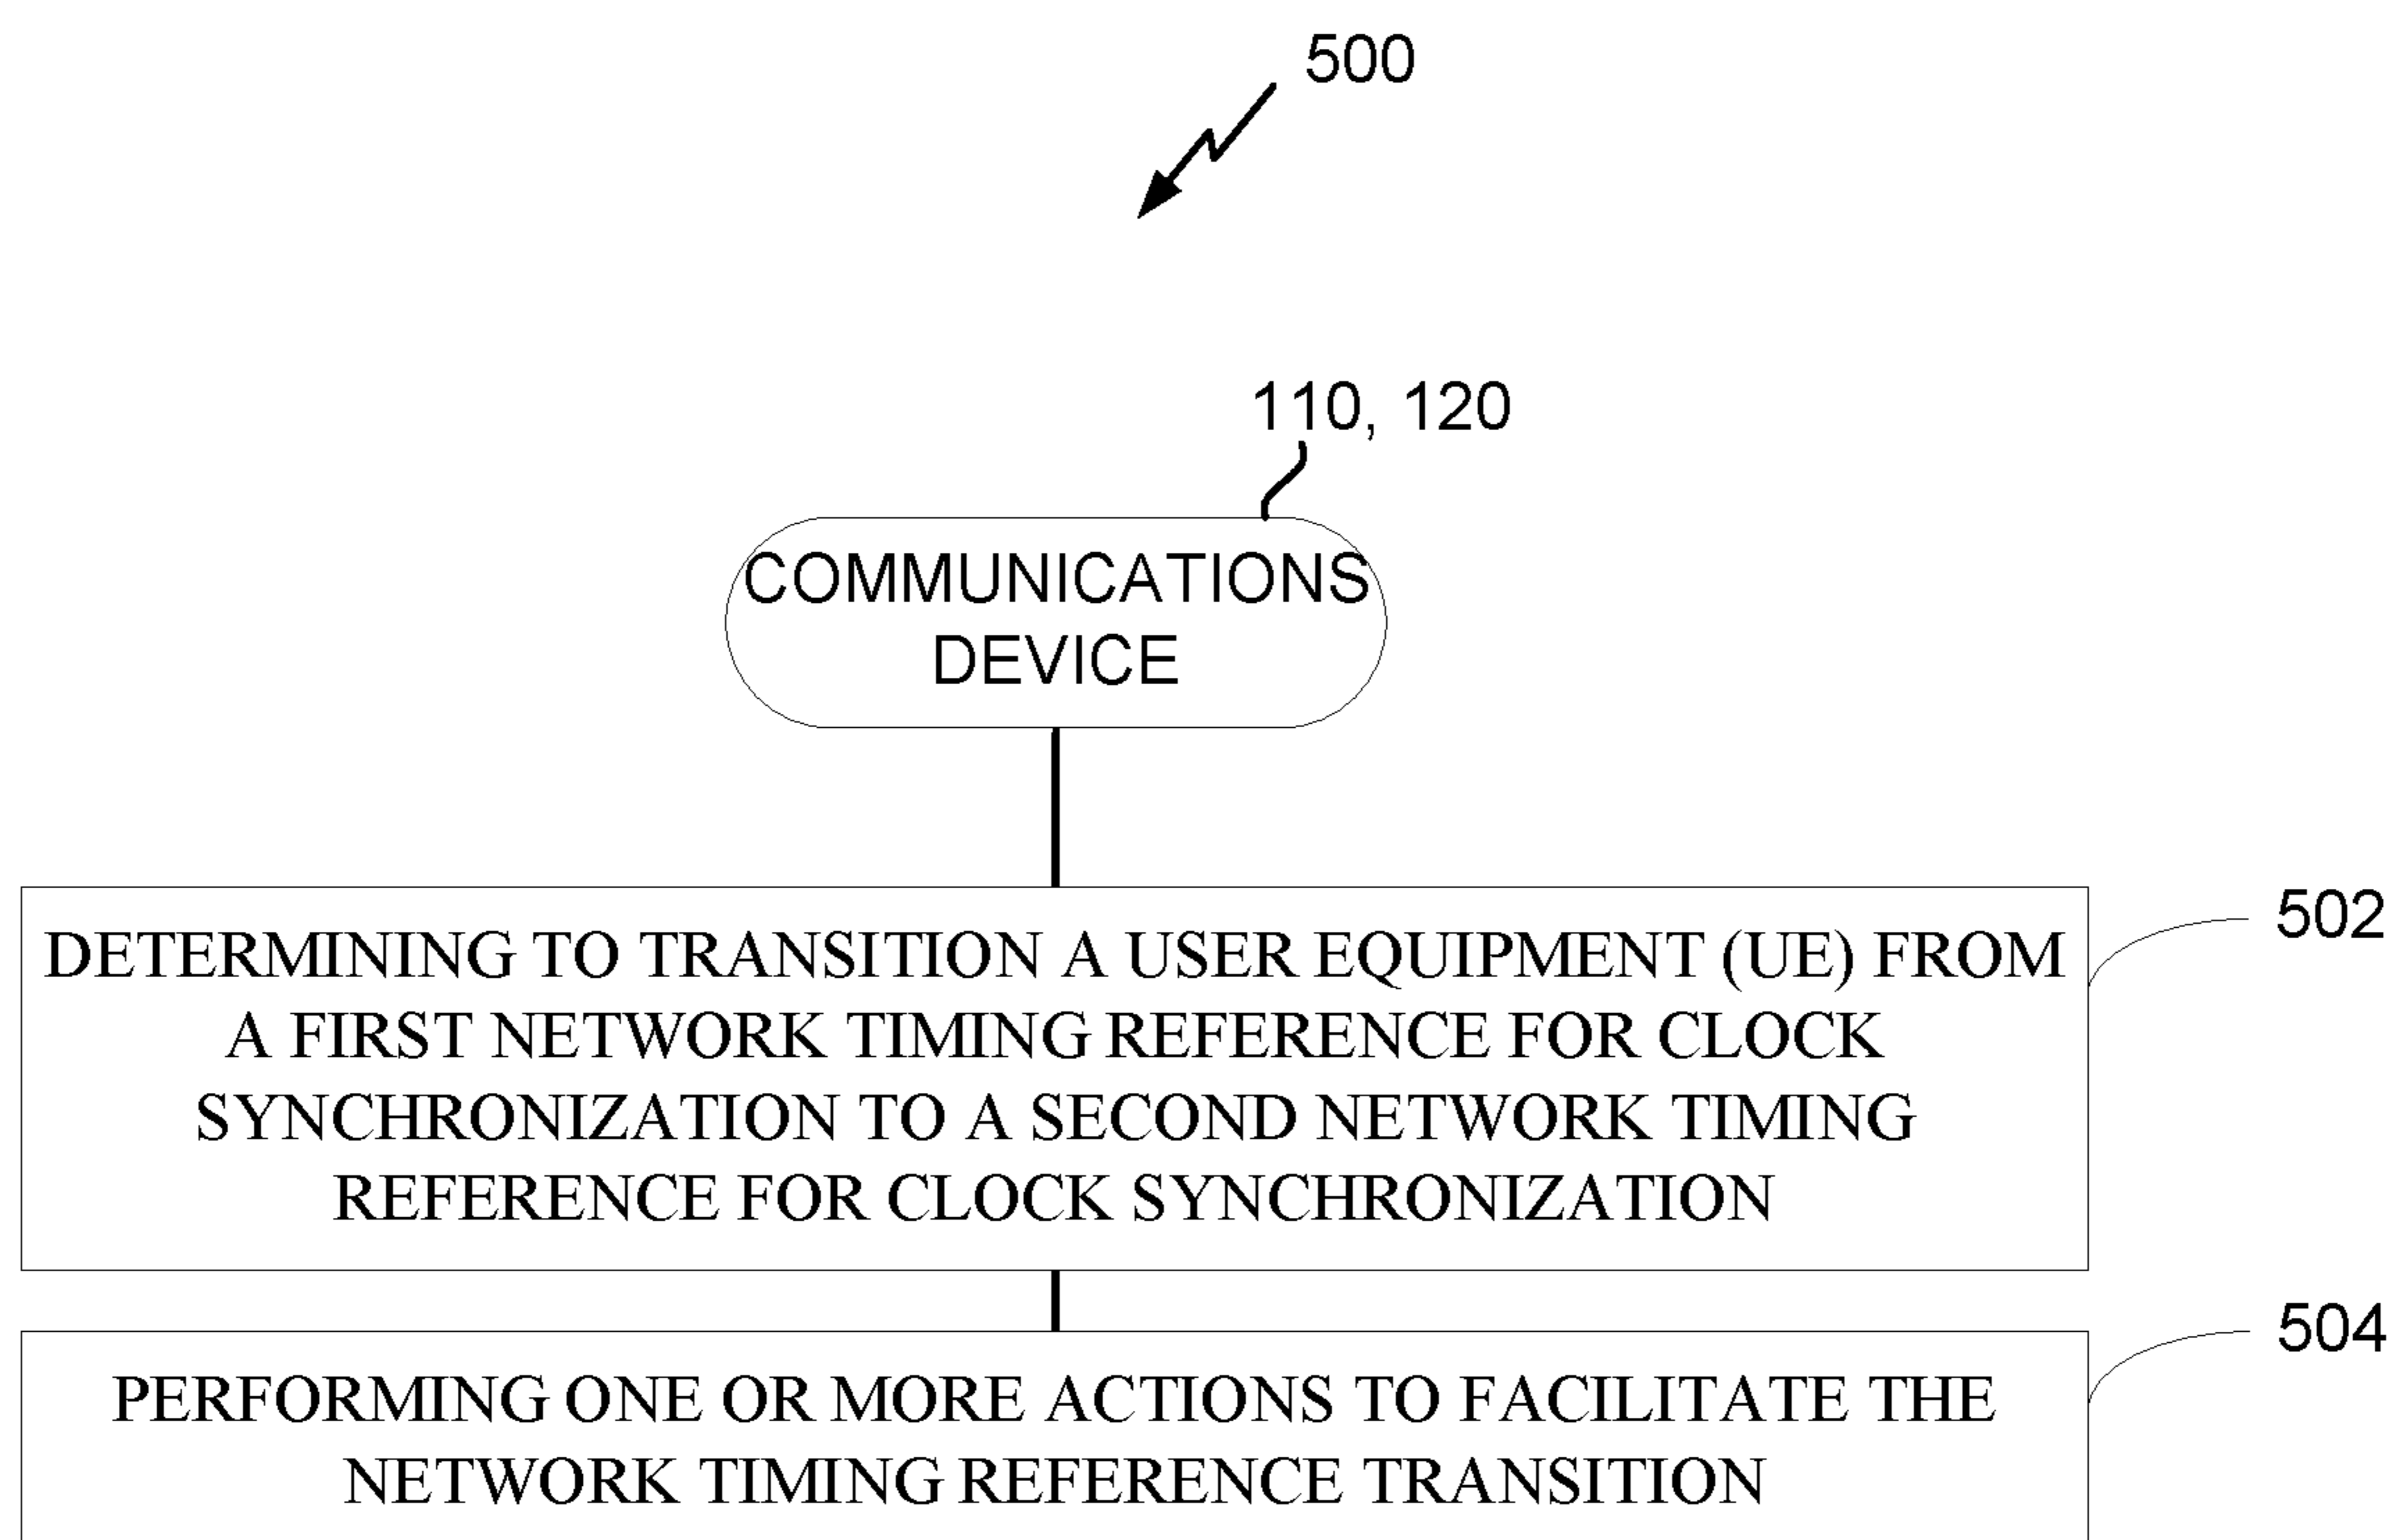 500
110, 120
COMMUNICATIONS
DEVICE
502
DETERMINING TO TRANSITION A USER EQUIPMENT (UE) FROM
A FIRST NETWORK TIMING REFERENCE FOR CLOCK
SYNCHRONIZATION TO A SECOND NETWORK TIMING
REFERENCE FOR CLOCK SYNCHRONIZATION
504
PERFORMING ONE OR MORE ACTIONS TO FACILITATE THE
NETWORK TIMING REFERENCE TRANSITION